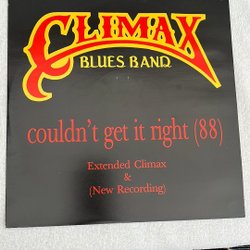 CLIMAX
BLUES BAND
couldn't get it right (88)
Extended Climax
&
(New Recording)